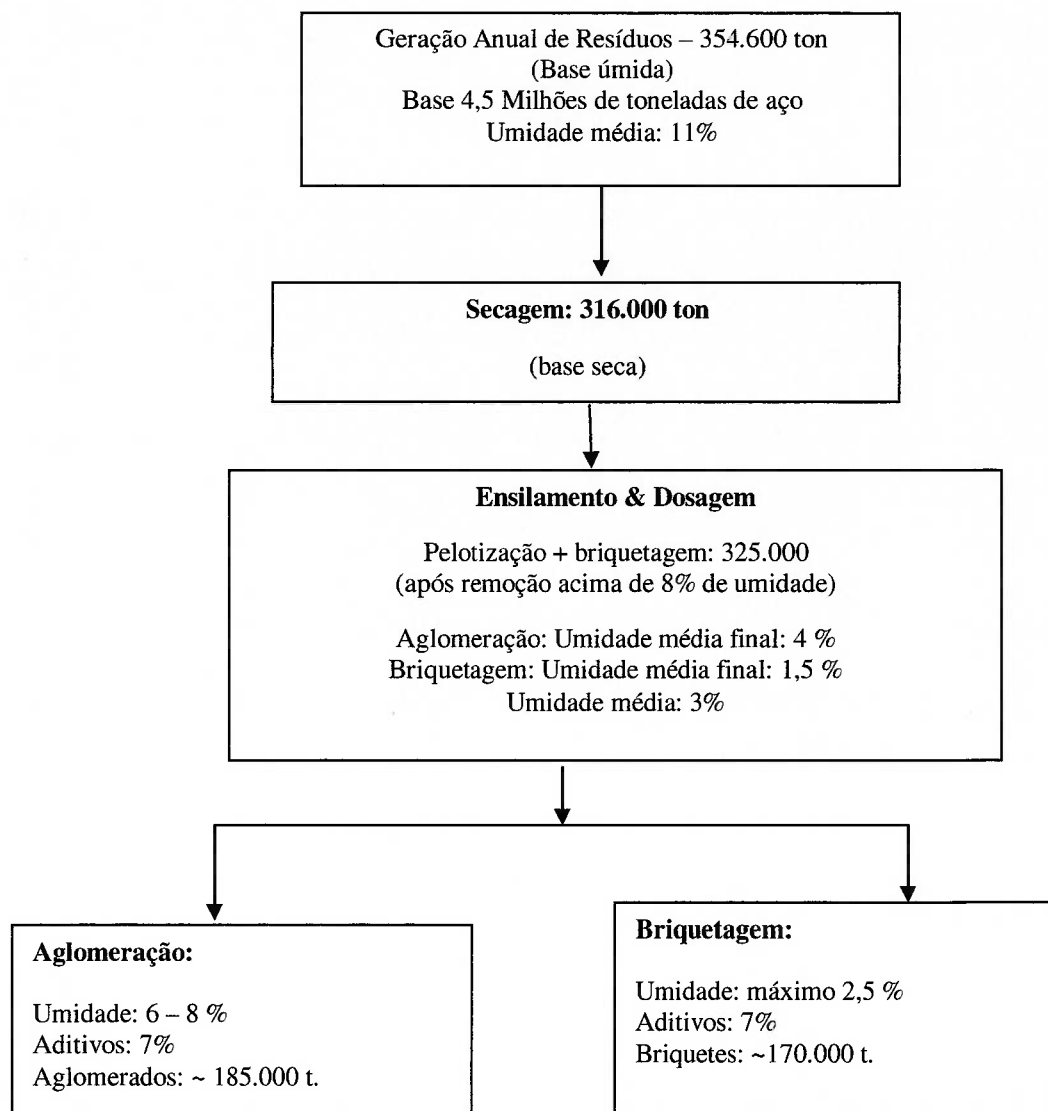 Geração Anual de Resíduos – 354.600 ton
(Base úmida)
Base 4,5 Milhões de toneladas de aço
Umidade média: 11%
Secagem: 316.000 ton
(base seca)
Ensilamento & Dosagem
Pelotização + briquetagem: 325.000
(após remoção acima de 8% de umidade)
Aglomeração: Umidade média final: 4 %
Briquetagem: Umidade média final: 1,5 %
Umidade média: 3%
Aglomeração:
Umidade: 6 – 8 %
Aditivos: 7%
Aglomerados: ~ 185.000 t.
Briquetagem:
Umidade: máximo 2,5 %
Aditivos: 7%
Briquetes: ~170.000 t.